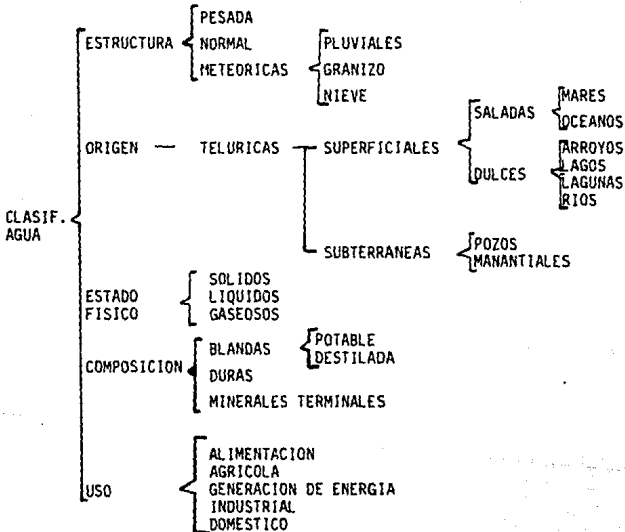 CLASIF.
AGUA
ESTRUCTURA
PESADA
NORMAL
METEORICAS
PLUVIALES
GRANIZO
NIEVE
ORIGEN
TELURICAS
SUPERFICIALES
SALADAS
MARES
OCEANOS
DULCES
ARROYOS
LAGOS
LAGUNAS
RIOS
SUBTERRANEAS
POZOS
MANANTIALES
ESTADO
FISICO
SOLIDOS
LIQUIDOS
GASEOSOS
COMPOSICION
BLANDAS
POTABLE
DESTILADA
DURAS
MINERALES TERMINALES
USO
ALIMENTACION
AGRICOLA
GENERACION DE ENERGIA
INDUSTRIAL
DOMESTICO